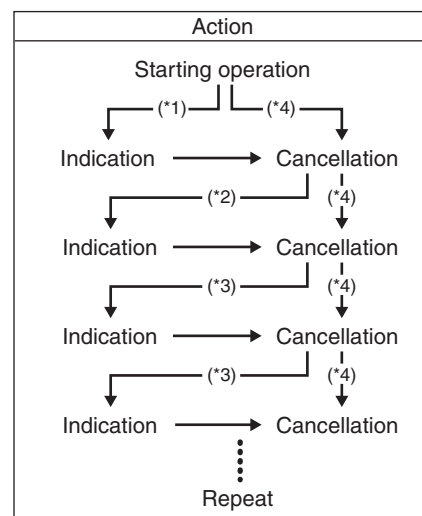 Action
Starting operation
(*1) (*4)
Indication Cancellation
(*2) (*4)
Indication Cancellation
(*3) (*4)
Indication Cancellation
(*3) (*4)
Indication Cancellation
Repeat